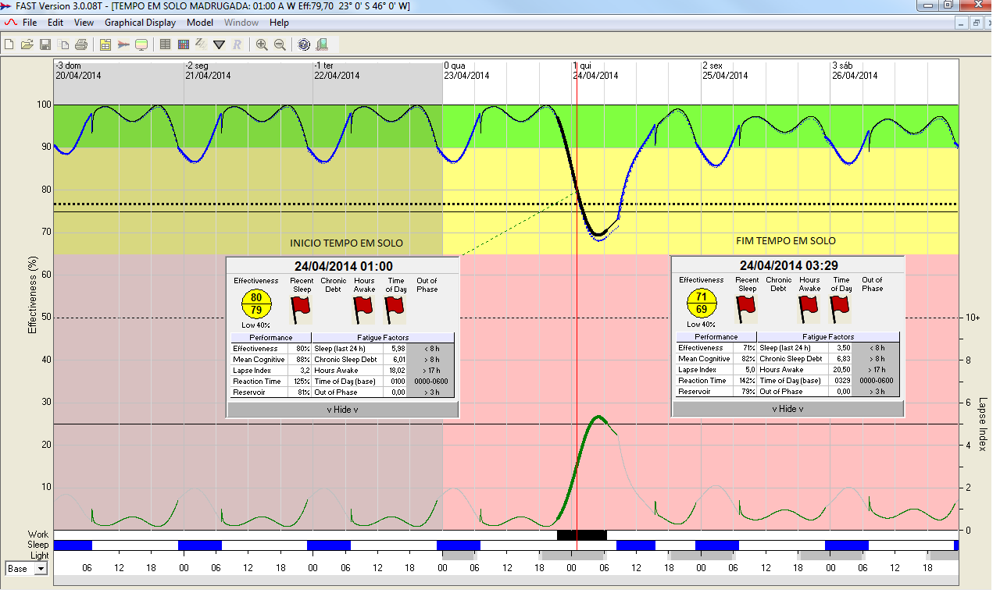 FAST Version 3.0.08T - [TEMPO EM SOLO MADRUGADA: 01:00 A W Eff:79,70 23° 0' S 46° 0' W]
File Edit View Graphical Display Model Window Help
-3 dom -2 seg -1 ter 0 qua 1 qui 2 sex 3 sáb
20/04/2014 21/04/2014 22/04/2014 23/04/2014 24/04/2014 25/04/2014 26/04/2014
100
90
80
70
60
50
40
30
20
10
Effectiveness (%)
INICIO TEMPO EM SOLO
24/04/2014 01:00
Effectiveness Recent Sleep Chronic Debt Hours Awake Time of Day Out of Phase
80
79
Low 40%
Performance Fatigue Factors
Effectiveness 80% Sleep (last 24 h) 5,98 < 8 h
Mean Cognitive 88% Chronic Sleep Debt 6,01 > 8 h
Lapse Index 3,2 Hours Awake 18,02 > 17 h
Reaction Time 125% Time of Day (base) 0100 0000-0600
Reservoir 81% Out of Phase 0,00 > 3 h
v Hide v
FIM TEMPO EM SOLO
24/04/2014 03:29
Effectiveness Recent Sleep Chronic Debt Hours Awake Time of Day Out of Phase
71
69
Low 40%
Performance Fatigue Factors
Effectiveness 71% Sleep (last 24 h) 3,50 < 8 h
Mean Cognitive 82% Chronic Sleep Debt 6,83 > 8 h
Lapse Index 5,0 Hours Awake 20,50 > 17 h
Reaction Time 142% Time of Day (base) 0329 0000-0600
Reservoir 79% Out of Phase 0,00 > 3 h
v Hide v
10+
8
6
4
2
0
Lapse Index
Work
Sleep
Light
Base
06 12 18 00 06 12 18 00 06 12 18 00 06 12 18 00 06 12 18 00 06 12 18 00 06 12 18